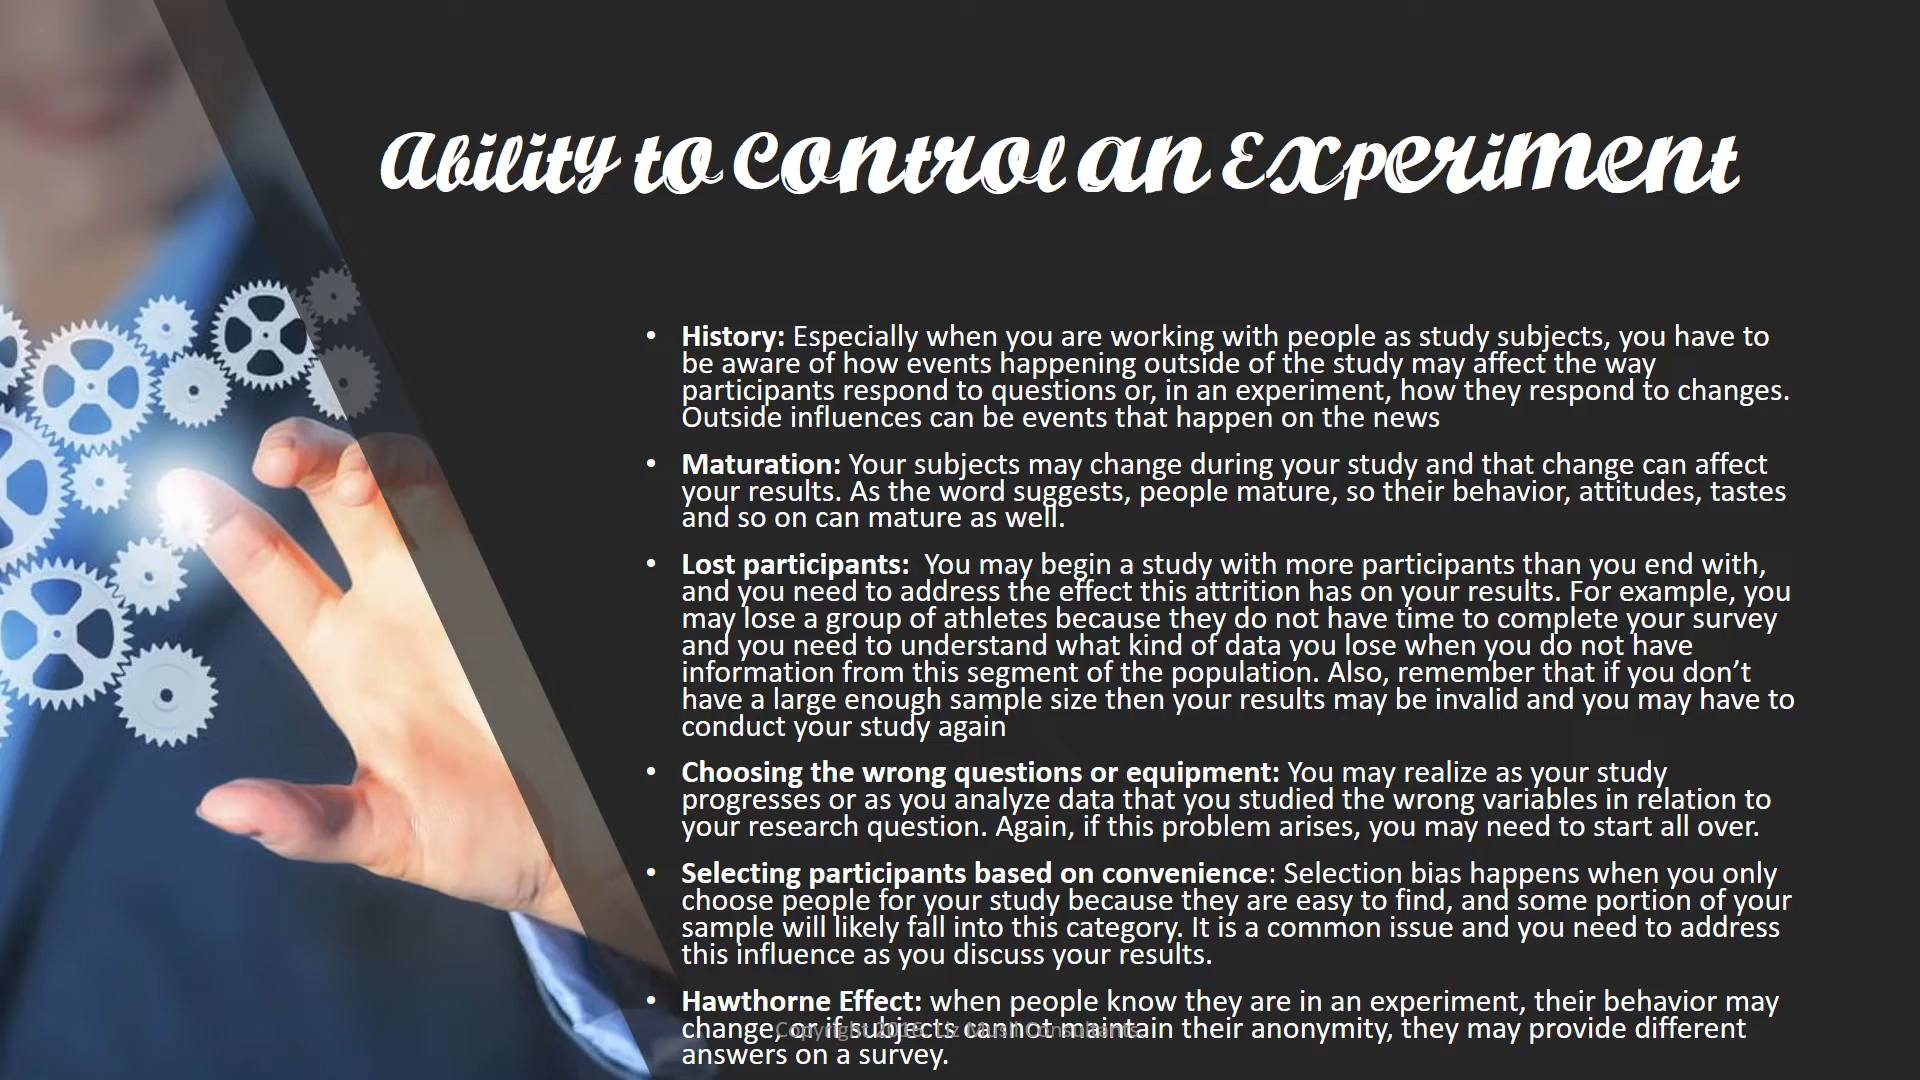 Ability to Control an Experiment
• History: Especially when you are working with people as study subjects, you have to
be aware of how events happening outside of the study may affect the way
participants respond to questions or, in an experiment, how they respond to changes.
Outside influences can be events that happen on the news
• Maturation: Your subjects may change during your study and that change can affect
your results. As the word suggests, people mature, so their behavior, attitudes, tastes
and so on can mature as well.
• Lost participants:  You may begin a study with more participants than you end with,
and you need to address the effect this attrition has on your results. For example, you
may lose a group of athletes because they do not have time to complete your survey
and you need to understand what kind of data you lose when you do not have
information from this segment of the population. Also, remember that if you don’t
have a large enough sample size then your results may be invalid and you may have to
conduct your study again
• Choosing the wrong questions or equipment: You may realize as your study
progresses or as you analyze data that you studied the wrong variables in relation to
your research question. Again, if this problem arises, you may need to start all over.
• Selecting participants based on convenience: Selection bias happens when you only
choose people for your study because they are easy to find, and some portion of your
sample will likely fall into this category. It is a common issue and you need to address
this influence as you discuss your results.
• Hawthorne Effect: when people know they are in an experiment, their behavior may
change, or if subjects cannot maintain their anonymity, they may provide different
Copyright Liz Musil Consultants
answers on a survey.